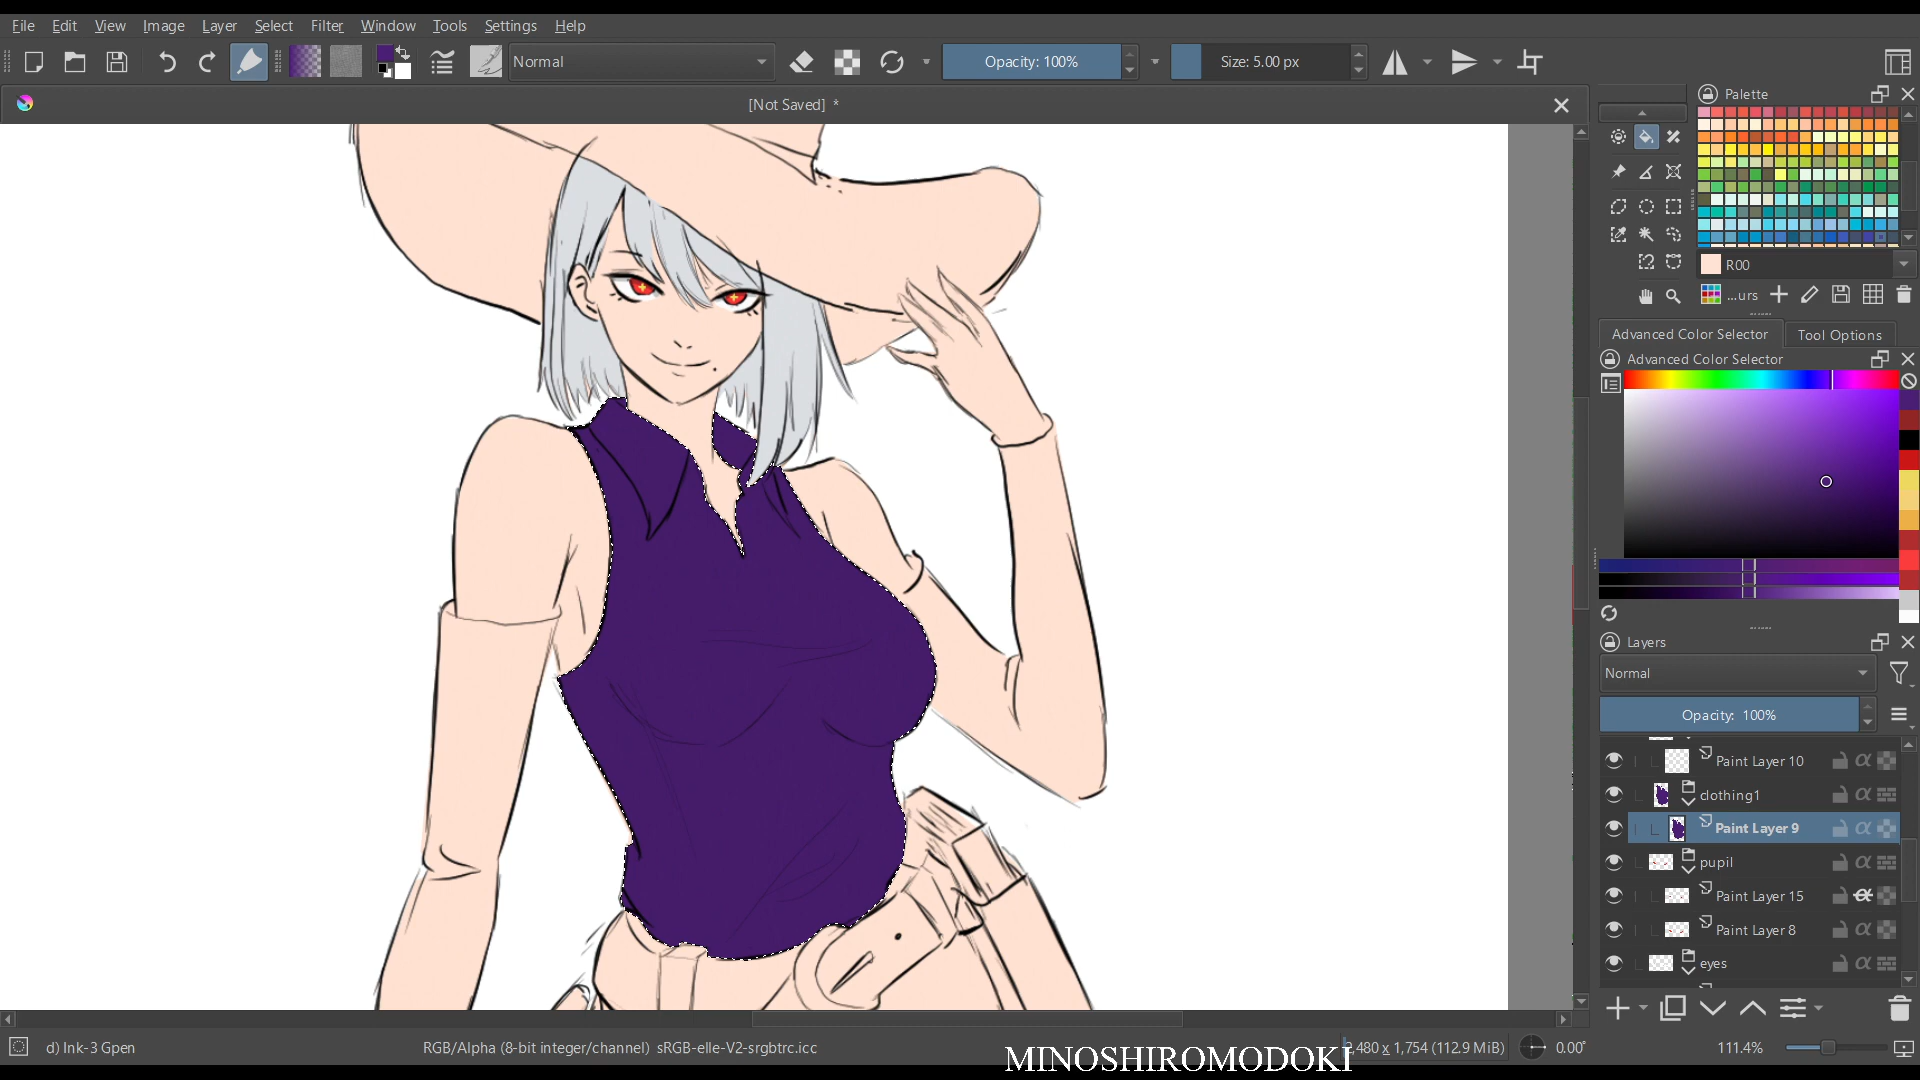 File Edit View Image Layer Select Filter Window Tools Settings Help
Normal
Opacity: 100%
Size: 5.00 px
[Not Saved] *
Palette
R00
...urs
Advanced Color Selector
Tool Options
Advanced Color Selector
Layers
Normal
Opacity: 100%
Paint Layer 10
clothing1
Paint Layer 9
pupil
Paint Layer 15
Paint Layer 8
eyes
d) Ink-3 Gpen
RGB/Alpha (8-bit integer/channel) sRGB-elle-V2-srgbtrc.icc
,480 x 1,754 (112.9 MiB)
0.00°
111.4%
MINOSHIROMODOKI